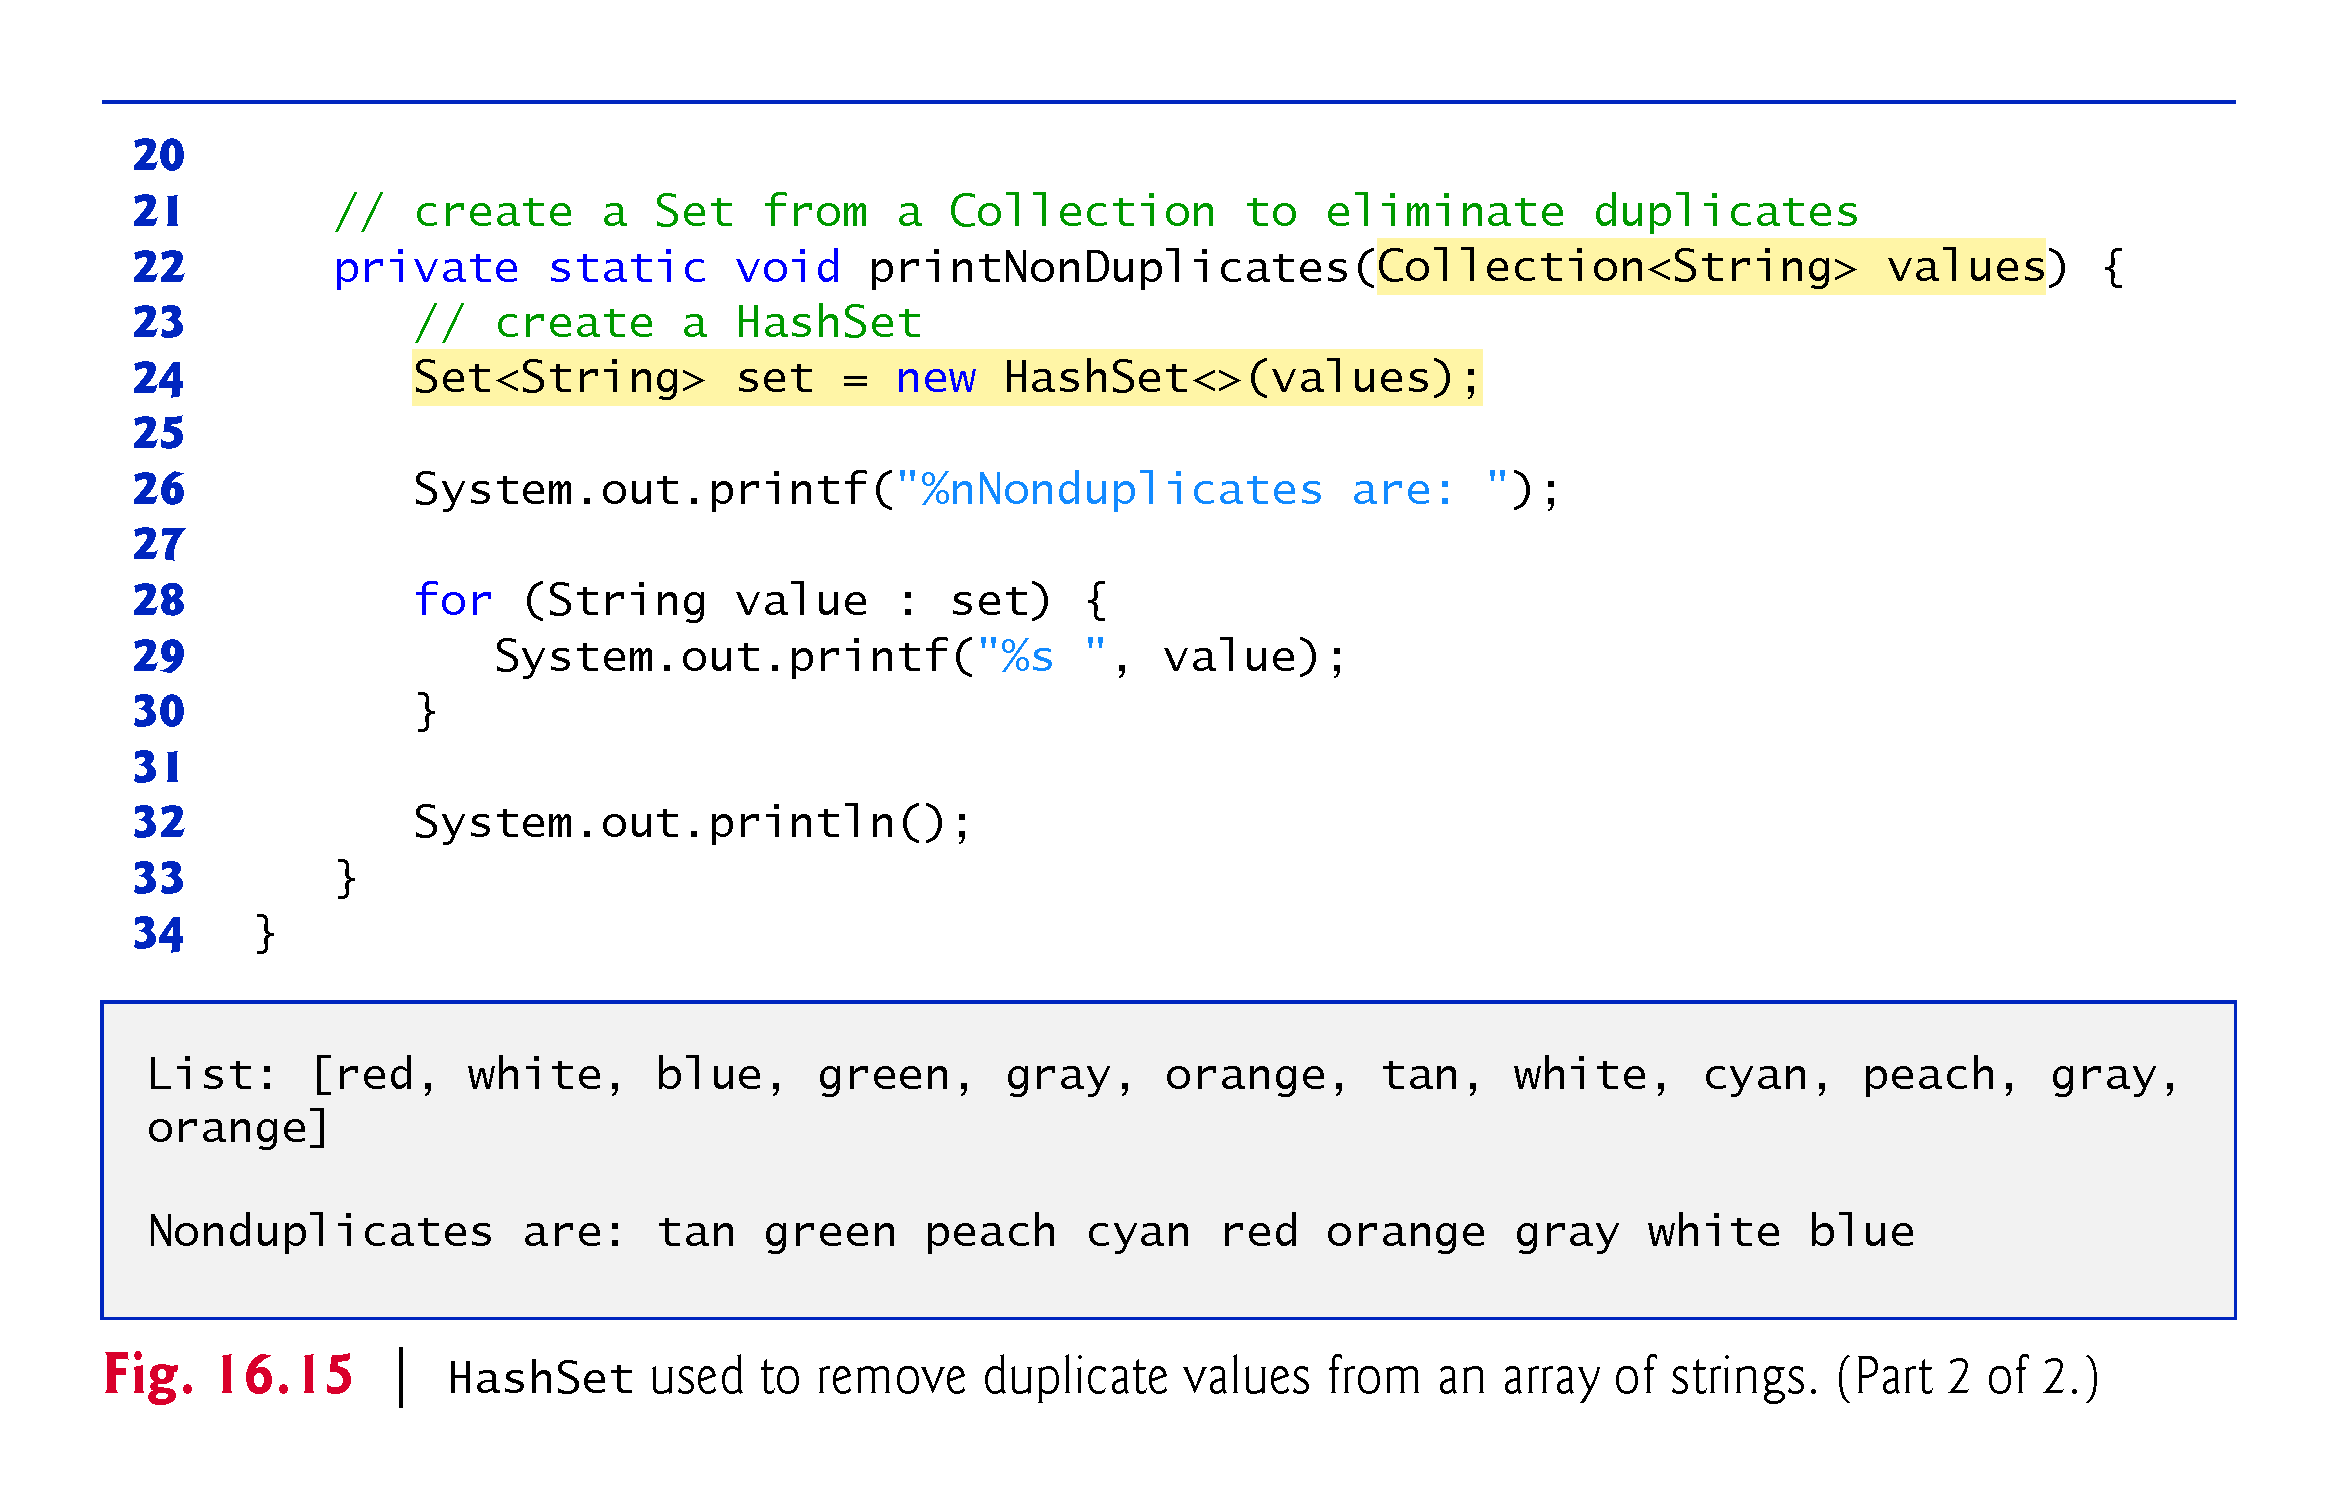 20
21 // create a Set from a Collection to eliminate duplicates
22 private static void printNonDuplicates(Collection<String> values) {
23 // create a HashSet
24 Set<String> set = new HashSet<>(values);
25
26 System.out.printf("%nNonduplicates are: ");
27
28 for (String value : set) {
29 System.out.printf("%s ", value);
30 }
31
32 System.out.println();
33 }
34 }
List: [red, white, blue, green, gray, orange, tan, white, cyan, peach, gray,
orange]
Nonduplicates are: tan green peach cyan red orange gray white blue
Fig. 16.15 | HashSet used to remove duplicate values from an array of strings. (Part 2 of 2.)